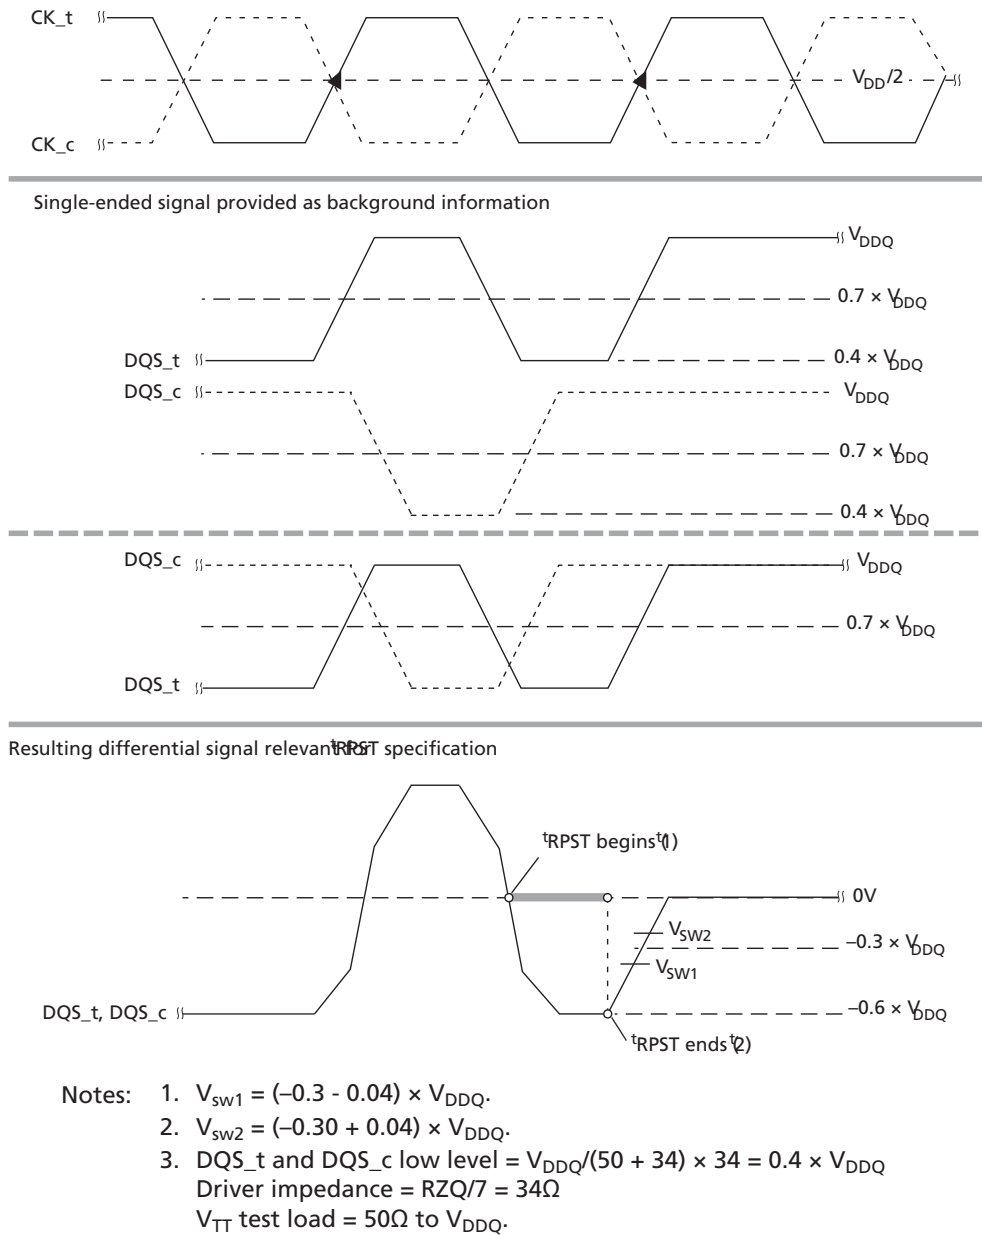 CK_t
V_DD/2
CK_c
Single-ended signal provided as background information
V_DDQ
0.7 × V_DDQ
DQS_t
0.4 × V_DDQ
DQS_c
V_DDQ
0.7 × V_DDQ
0.4 × V_DDQ
DQS_c
V_DDQ
0.7 × V_DDQ
DQS_t
Resulting differential signal relevant for tRPST specification
tRPST begins (t1)
0V
V_SW2
–0.3 × V_DDQ
V_SW1
DQS_t, DQS_c
–0.6 × V_DDQ
tRPST ends (t2)
Notes: 1. V_sw1 = (–0.3 - 0.04) × V_DDQ.
2. V_sw2 = (–0.30 + 0.04) × V_DDQ.
3. DQS_t and DQS_c low level = V_DDQ/(50 + 34) × 34 = 0.4 × V_DDQ
Driver impedance = RZQ/7 = 34Ω
V_TT test load = 50Ω to V_DDQ.